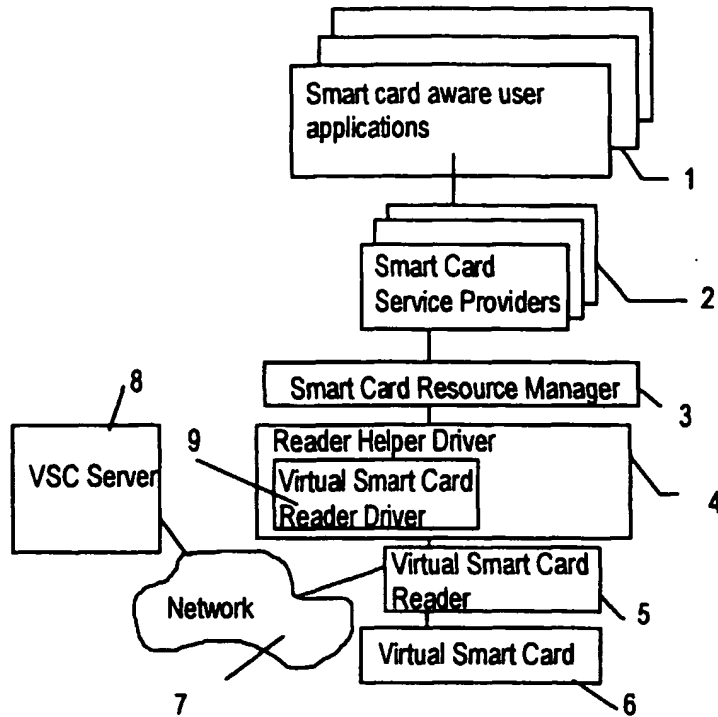 Smart card aware user
applications
1
Smart Card
Service Providers
2
8
Smart Card Resource Manager
3
VSC Server
9
Reader Helper Driver
Virtual Smart Card
Reader Driver
4
Network
Virtual Smart Card
Reader
5
Virtual Smart Card
7
6